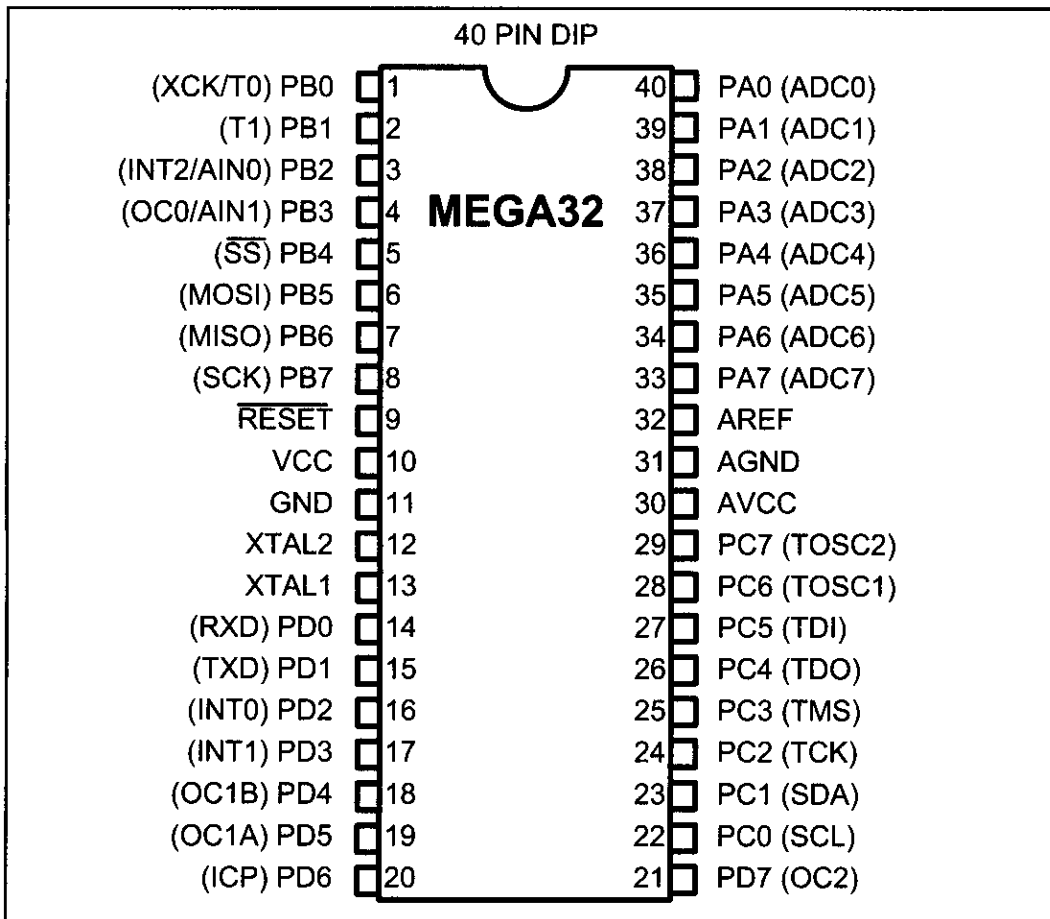 40 PIN DIP
(XCK/T0) PB0 1 40 PA0 (ADC0)
(T1) PB1 2 39 PA1 (ADC1)
(INT2/AIN0) PB2 3 38 PA2 (ADC2)
(OC0/AIN1) PB3 4 MEGA32 37 PA3 (ADC3)
(S̅S̅) PB4 5 36 PA4 (ADC4)
(MOSI) PB5 6 35 PA5 (ADC5)
(MISO) PB6 7 34 PA6 (ADC6)
(SCK) PB7 8 33 PA7 (ADC7)
R̅E̅S̅E̅T̅ 9 32 AREF
VCC 10 31 AGND
GND 11 30 AVCC
XTAL2 12 29 PC7 (TOSC2)
XTAL1 13 28 PC6 (TOSC1)
(RXD) PD0 14 27 PC5 (TDI)
(TXD) PD1 15 26 PC4 (TDO)
(INT0) PD2 16 25 PC3 (TMS)
(INT1) PD3 17 24 PC2 (TCK)
(OC1B) PD4 18 23 PC1 (SDA)
(OC1A) PD5 19 22 PC0 (SCL)
(ICP) PD6 20 21 PD7 (OC2)